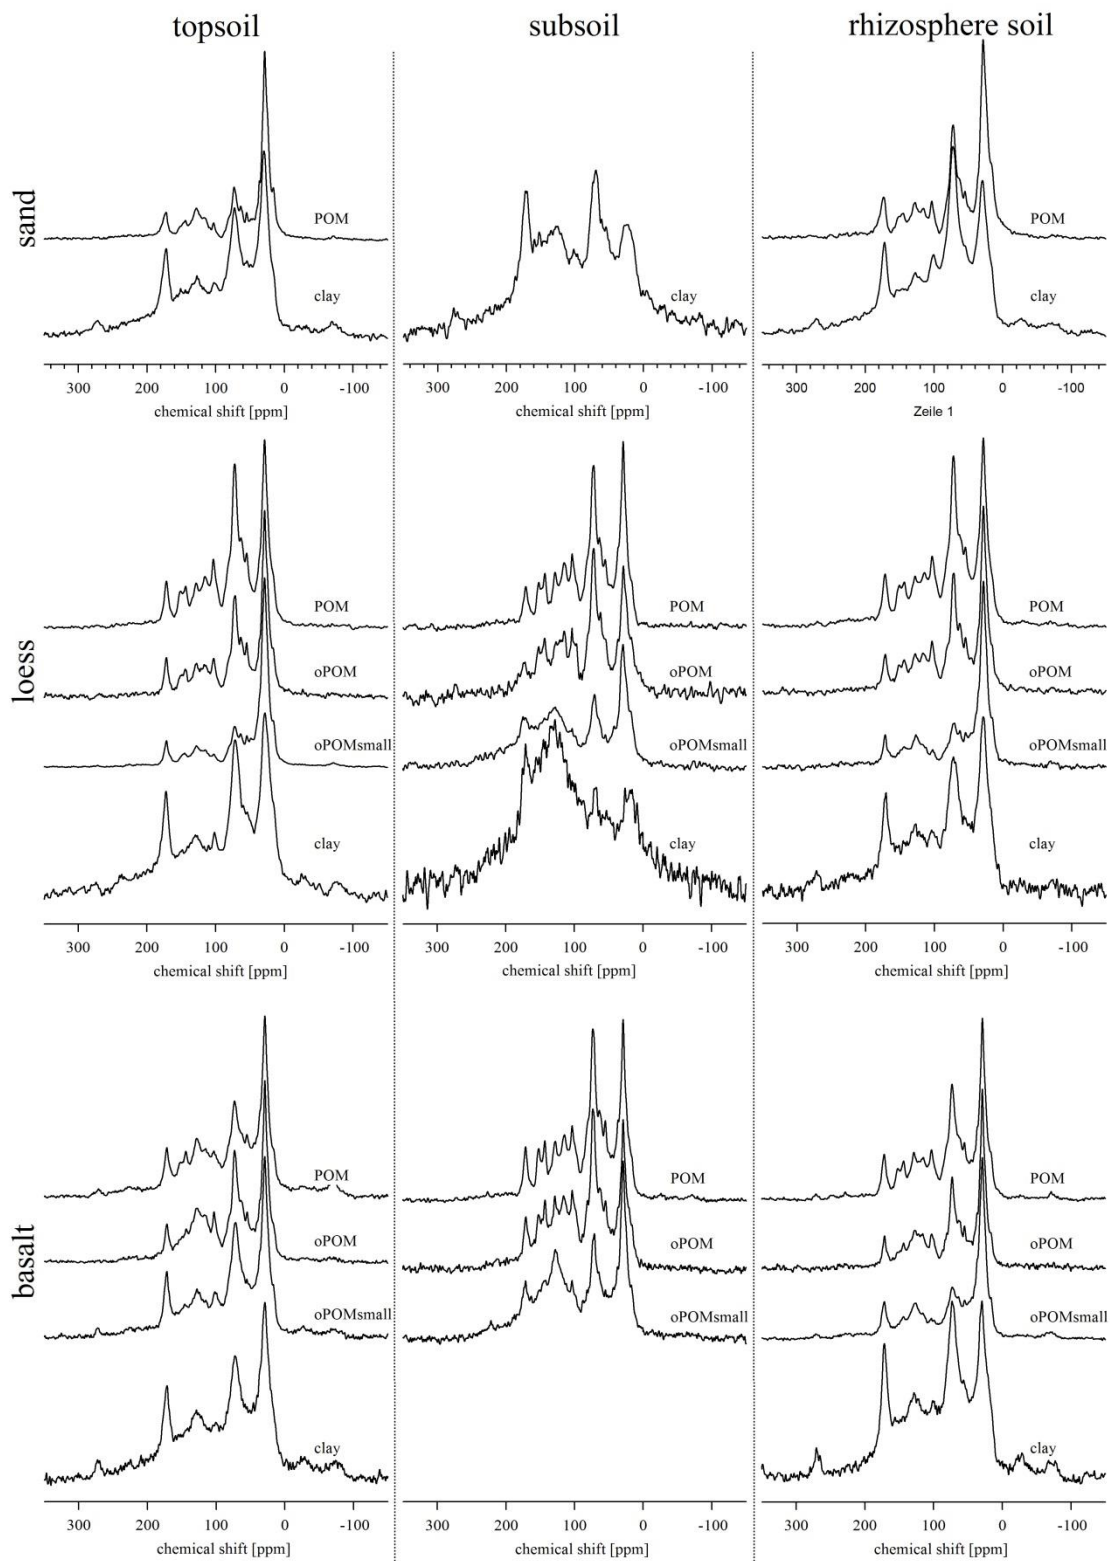 topsoil subsoil rhizosphere soil
sand
POM
clay
clay
POM
clay
300 200 100 0 -100
chemical shift [ppm]
300 200 100 0 -100
chemical shift [ppm]
300 200 100 0 -100
Zeile 1
loess
POM
oPOM
oPOMsmall
clay
POM
oPOM
oPOMsmall
clay
POM
oPOM
oPOMsmall
clay
300 200 100 0 -100
chemical shift [ppm]
300 200 100 0 -100
chemical shift [ppm]
300 200 100 0 -100
chemical shift [ppm]
basalt
POM
oPOM
oPOMsmall
clay
POM
oPOM
oPOMsmall
POM
oPOM
oPOMsmall
clay
300 200 100 0 -100
chemical shift [ppm]
300 200 100 0 -100
chemical shift [ppm]
300 200 100 0 -100
chemical shift [ppm]